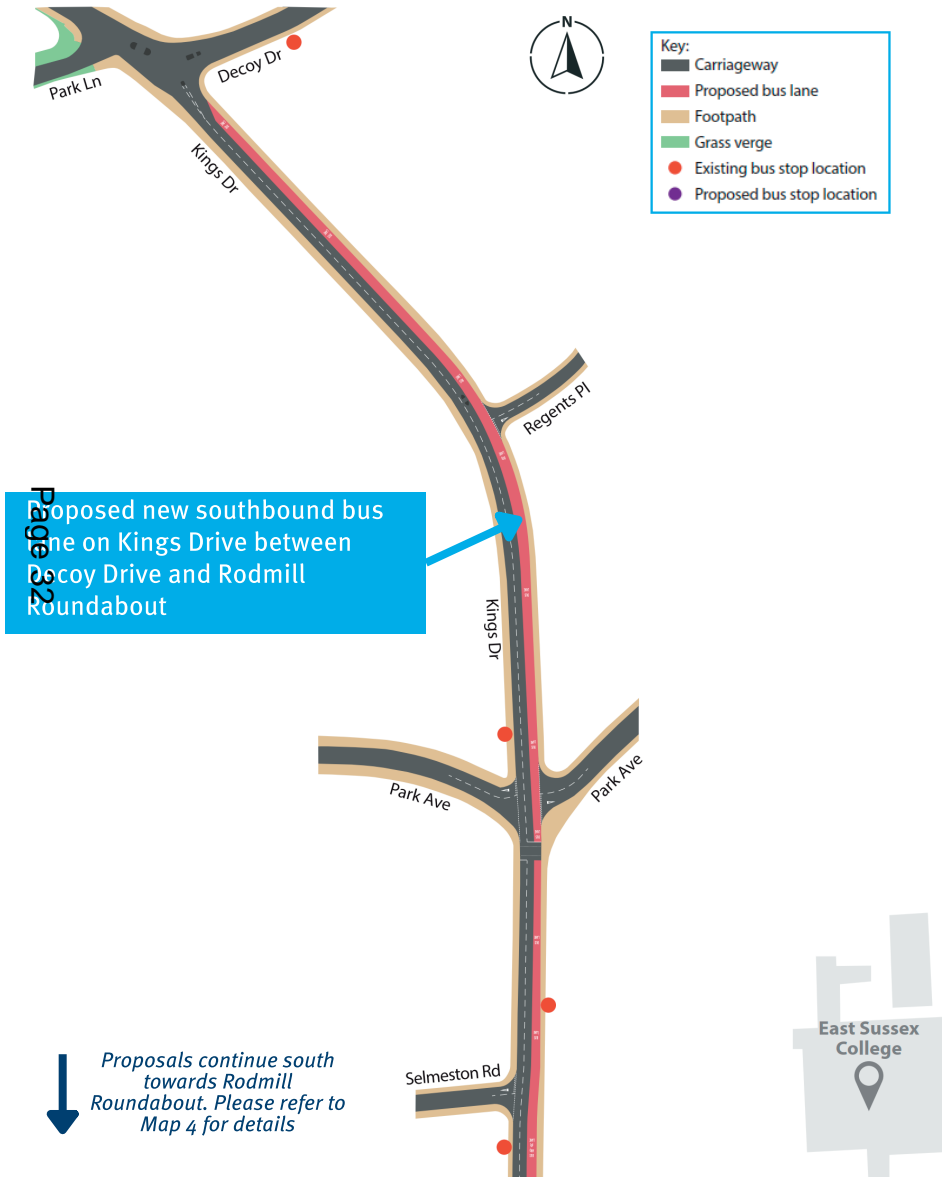 N
Key:
Carriageway
Proposed bus lane
Footpath
Grass verge
Existing bus stop location
Proposed bus stop location
Decoy Dr
Park Ln
Kings Dr
Regents Pl
Page 32
Proposed new southbound bus
lane on Kings Drive between
Decoy Drive and Rodmill
Roundabout
Kings Dr
Park Ave
Park Ave
East Sussex
College
Selmeston Rd
Proposals continue south
towards Rodmill
Roundabout. Please refer to
Map 4 for details